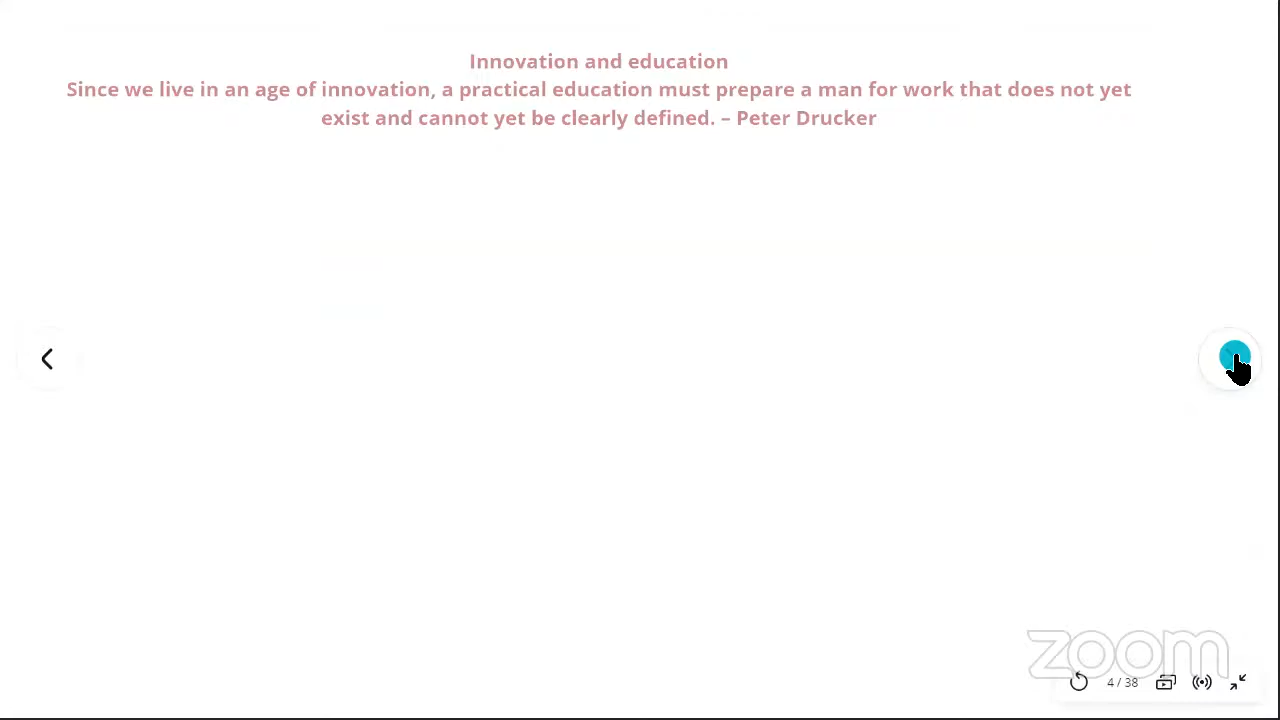 Innovation and education
Since we live in an age of innovation, a practical education must prepare a man for work that does not yet
exist and cannot yet be clearly defined. – Peter Drucker
zoom
4 / 38